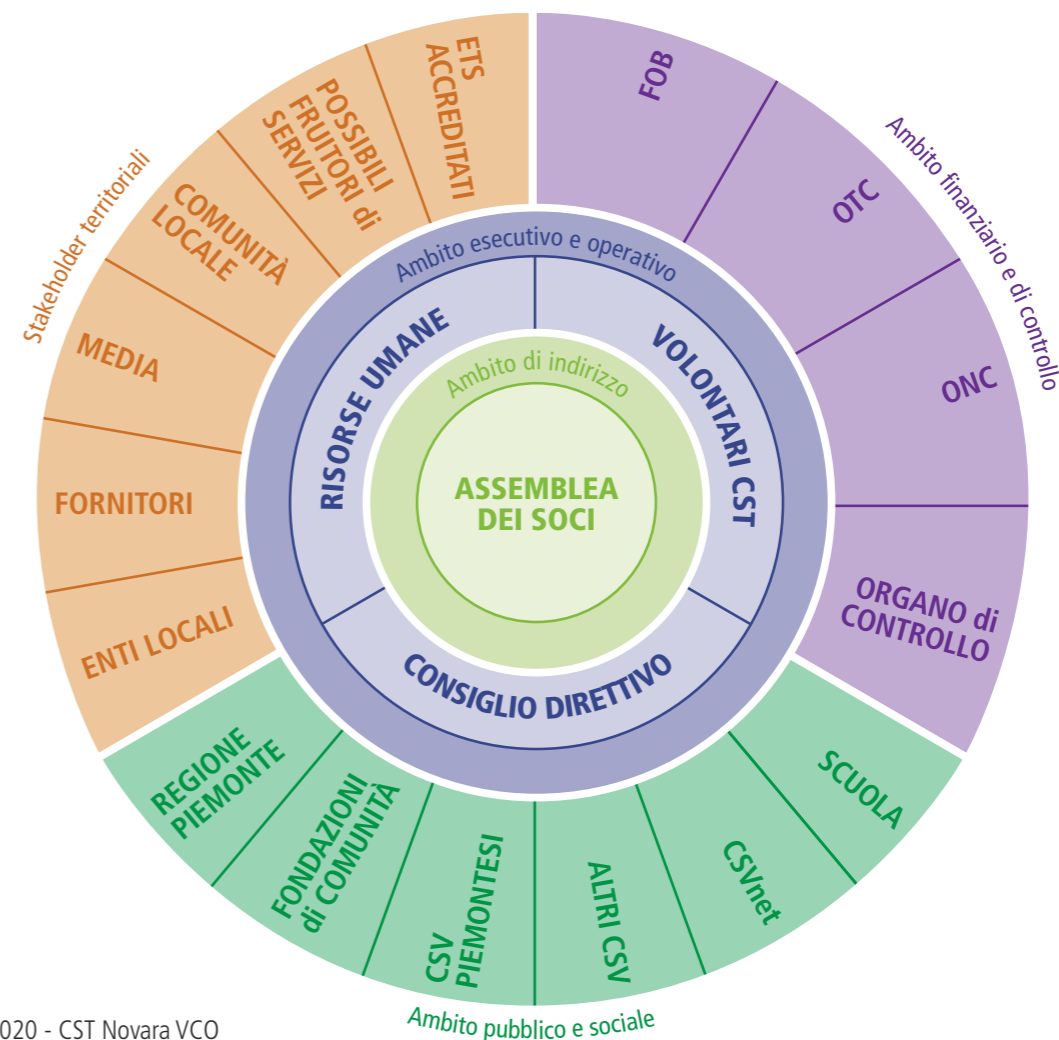 Stakeholder territoriali
ETS
ACCREDITATI
POSSIBILI
FRUITORI di
SERVIZI
COMUNITÀ
LOCALE
MEDIA
FORNITORI
ENTI LOCALI
Ambito finanziario e di controllo
FOB
OTC
ONC
ORGANO di
CONTROLLO
Ambito esecutivo e operativo
RISORSE UMANE
VOLONTARI CST
CONSIGLIO DIRETTIVO
Ambito di indirizzo
ASSEMBLEA
DEI SOCI
REGIONE
PIEMONTE
FONDAZIONI
di COMUNITÀ
CSV
PIEMONTESI
ALTRI CSV
CSVnet
SCUOLA
Ambito pubblico e sociale
020 - CST Novara VCO